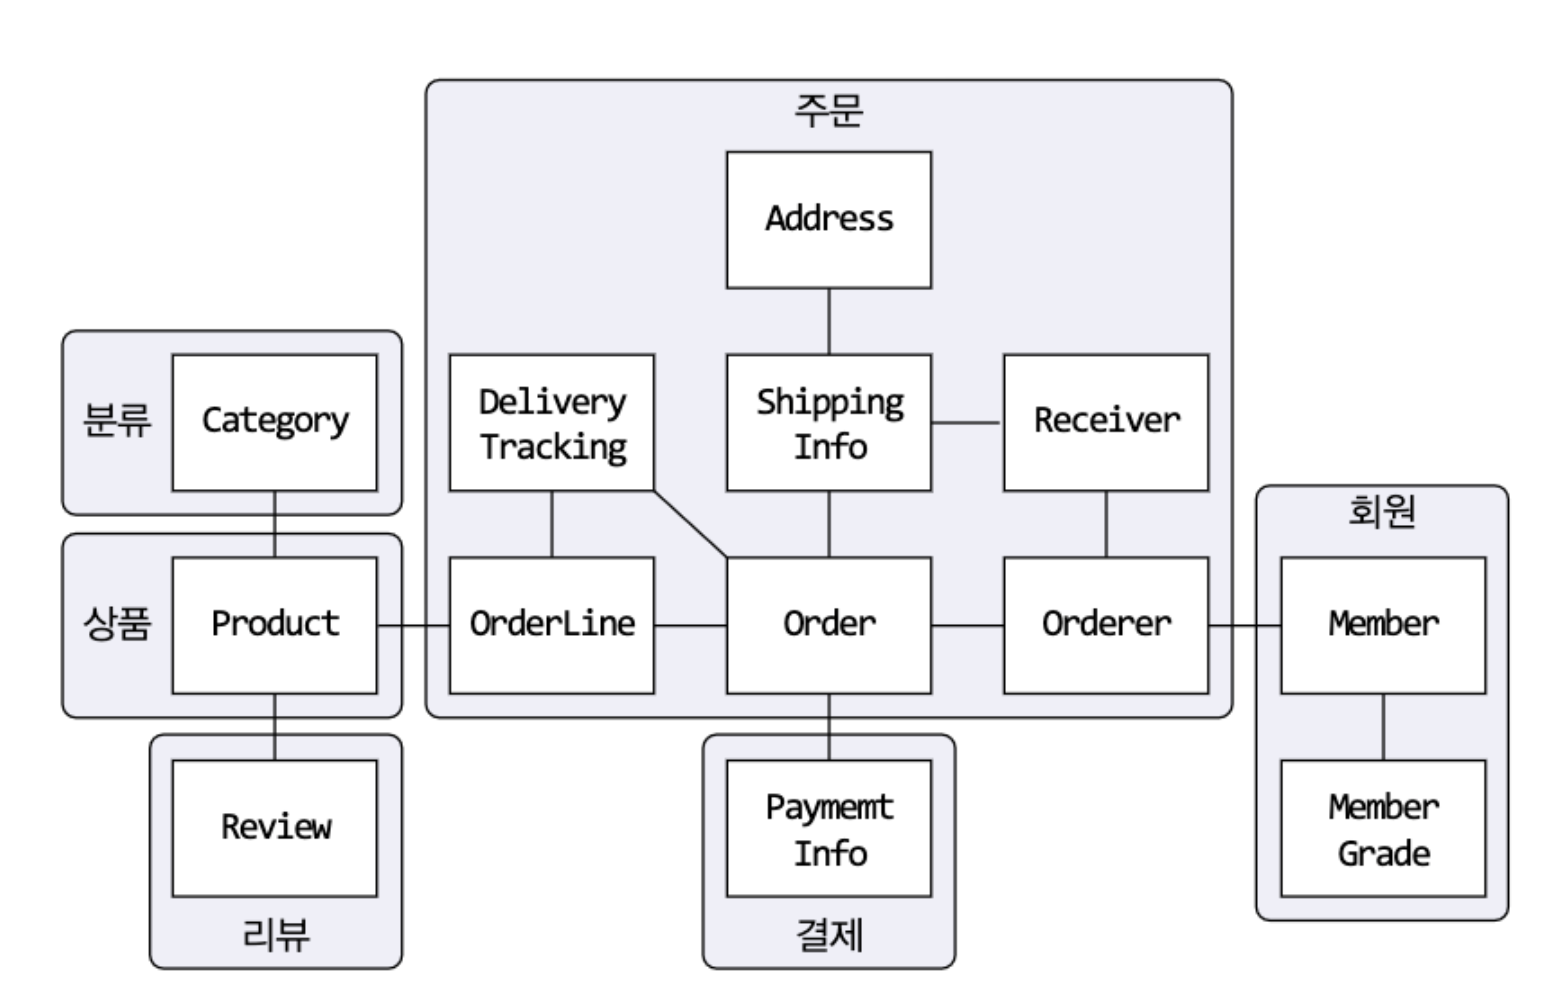 주문
Address
분류
Category
Delivery
Tracking
Shipping
Info
Receiver
상품
Product
OrderLine
Order
Orderer
회원
Member
Review
리뷰
Paymemt
Info
결제
Member
Grade